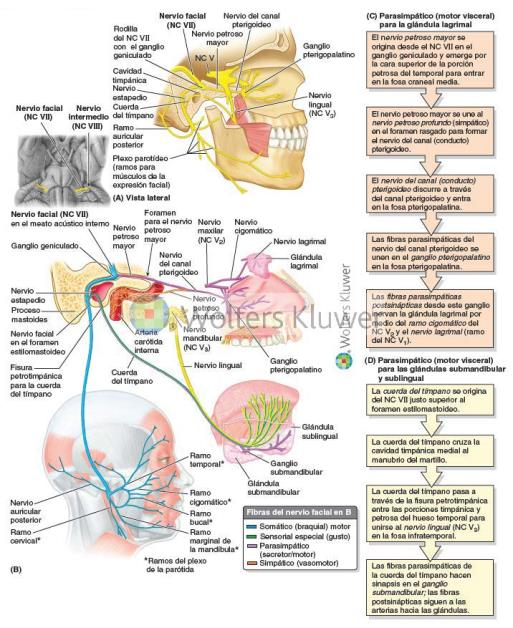 Nervio facial
(NC VII)
Nervio del canal
pterigoideo
Rodilla
del NC VII
con el ganglio
geniculado
Nervio petroso
mayor
NC V
Ganglio
pterigopalatino
Cavidad
timpánica
Nervio
estapedio
Cuerda
del tímpano
Nervio
lingual
(NC V3)
Nervio facial
(NC VII)
Nervio
intermedio
(NC VIII)
Ramo
auricular
posterior
Plexo parotídeo
(ramos para
músculos de la
expresión facial)
(A) Vista lateral
Nervio facial (NC VII)
en el meato acústico interno
Ganglio geniculado
Nervio
petroso
mayor
Foramen
para el nervio
petroso
mayor
Nervio
del canal
pterigoideo
Nervio
maxilar
(NC V2)
Nervio
cigomático
Nervio lagrimal
Glándula
lagrimal
Nervio
estapedio
Proceso
mastoides
Nervio facial
en el foramen
estilomastoideo
Fisura
petrotimpánica
para la cuerda
del tímpano
Nervio
petroso
profundo
Arteria
carótida
interna
Nervio
mandibular
(NC V3)
Cuerda
del tímpano
Nervio lingual
Ganglio
pterigopalatino
Wolters Kluwer
Wolters Kluwer
Glándula
sublingual
Ganglio
submandibular
Glándula
submandibular
Ramo
temporal*
Ramo
cigomático*
Ramo
bucal*
Ramo
marginal de
la mandíbula*
Nervio
auricular
posterior
Ramo
cervical*
*Ramos del plexo
de la parótida
(B)
Fibras del nervio facial en B
Somático (braquial) motor
Sensorial especial (gusto)
Parasimpático
(secretor/motor)
Simpático (vasomotor)
(C) Parasimpático (motor visceral)
para la glándula lagrimal
El nervio petroso mayor se
origina desde el NC VII en el
ganglio geniculado y emerge por
la cara superior de la porción
petrosa del temporal para entrar
en la fosa craneal media.
El nervio petroso mayor se une al
nervio petroso profundo (simpático)
en el foramen rasgado para formar
el nervio del canal (conducto)
pterigoideo.
El nervio del canal (conducto)
pterigoideo discurre a través
del canal pterigoideo y entra
en la fosa pterigopalatina.
Las fibras parasimpáticas
del nervio del canal pterigoideo
se unen en el ganglio pterigopalatino
en la fosa pterigopalatina.
Las fibras parasimpáticas
postsinápticas desde este ganglio
inervan la glándula lagrimal por
medio del ramo cigomático del
NC V2 y el nervio lagrimal (ramo
del NC V1).
(D) Parasimpático (motor visceral)
para las glándulas submandibular
y sublingual
La cuerda del tímpano se origina
del NC VII justo superior al
foramen estilomastoideo.
La cuerda del tímpano cruza la
cavidad timpánica medial al
manubrio del martillo.
La cuerda del tímpano pasa a
través de la fisura petrotimpánica
entre las porciones timpánica y
petrosa del hueso temporal para
unirse al nervio lingual (NC V3)
en la fosa infratemporal.
Las fibras parasimpáticas de
la cuerda del tímpano hacen
sinapsis en el ganglio
submandibular; las fibras
postsinápticas siguen a las
arterias hacia las glándulas.